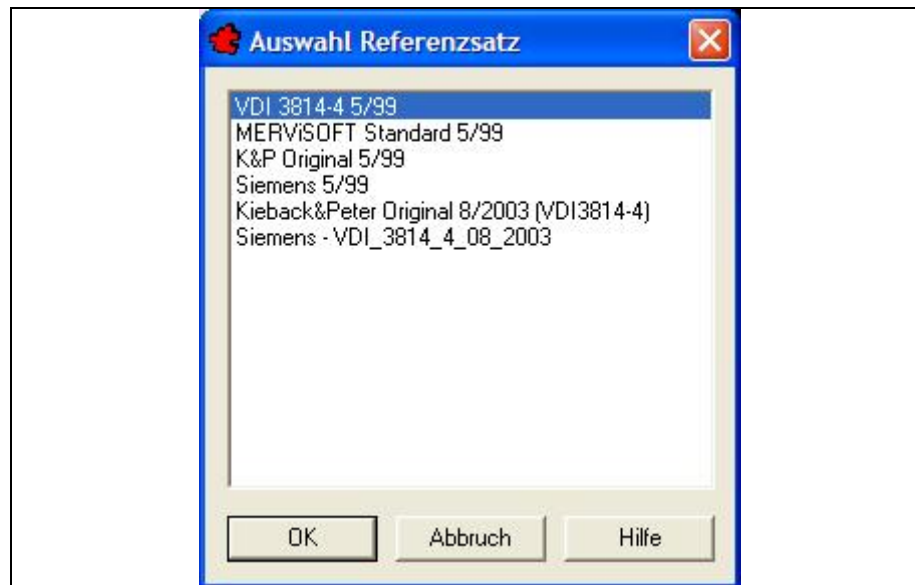 Auswahl Referenzsatz
VDI 3814-4 5/99
MERViSOFT Standard 5/99
K&P Original 5/99
Siemens 5/99
Kieback&Peter Original 8/2003 (VDI3814-4)
Siemens - VDI_3814_4_08_2003
OK Abbruch Hilfe